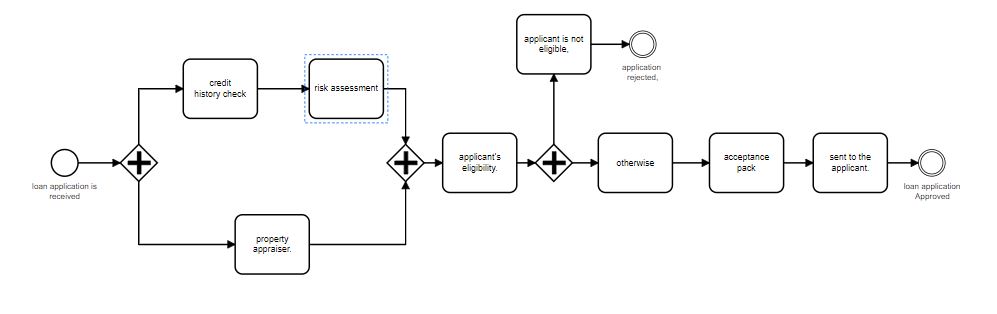 applicant is not
eligible,
application
rejected,
credit
history check
risk assessment
loan application is
received
applicant's
eligibility.
otherwise
acceptance
pack
sent to the
applicant.
loan application
Approved
property
appraiser.